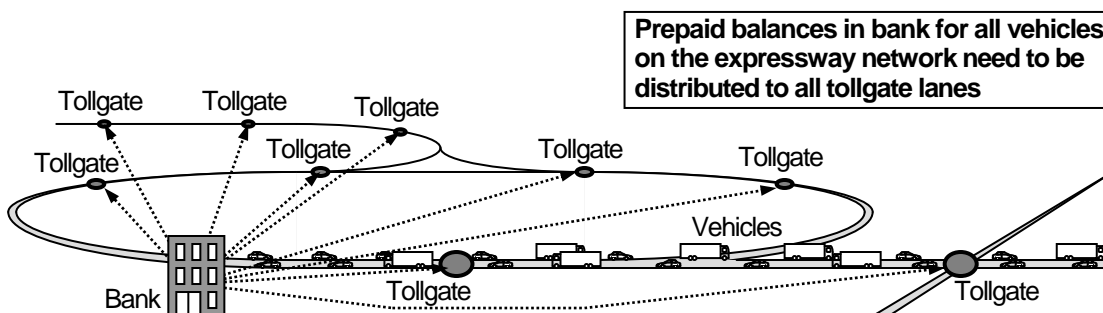 Prepaid balances in bank for all vehicles
on the expressway network need to be
distributed to all tollgate lanes
Tollgate
Tollgate
Tollgate
Tollgate
Tollgate
Tollgate
Tollgate
Vehicles
Bank
Tollgate
Tollgate